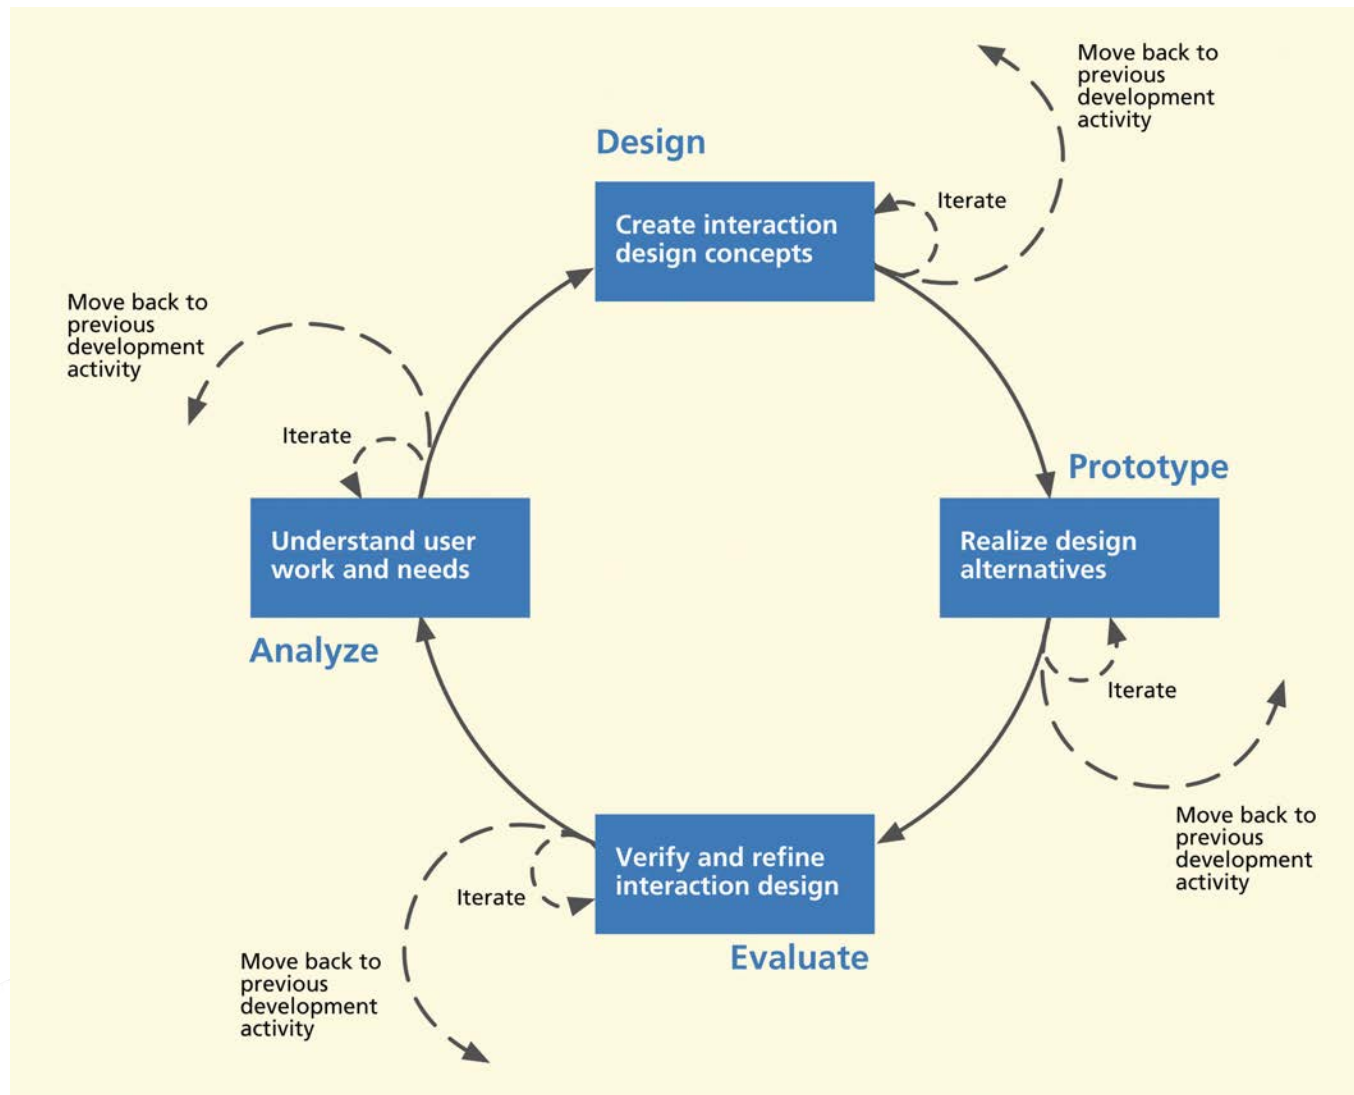 Move back to
previous
development
activity
Design
Create interaction
design concepts
Iterate
Move back to
previous
development
activity
Iterate
Prototype
Understand user
work and needs
Realize design
alternatives
Analyze
Iterate
Move back to
previous
development
activity
Verify and refine
interaction design
Iterate
Evaluate
Move back to
previous
development
activity